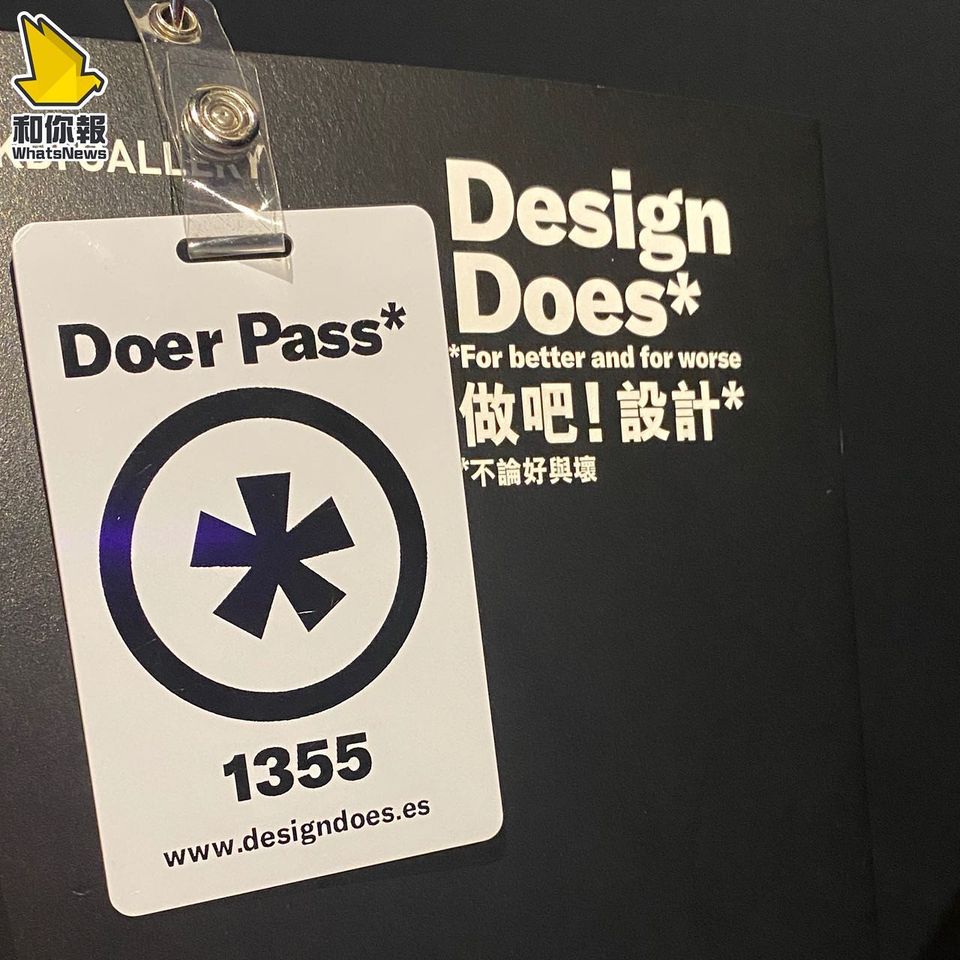 和你報
WhatsNews
GALLERY
Design
Does*
*For better and for worse
做吧！設計*
*不論好與壞
Doer Pass*
1355
www.designdoes.es